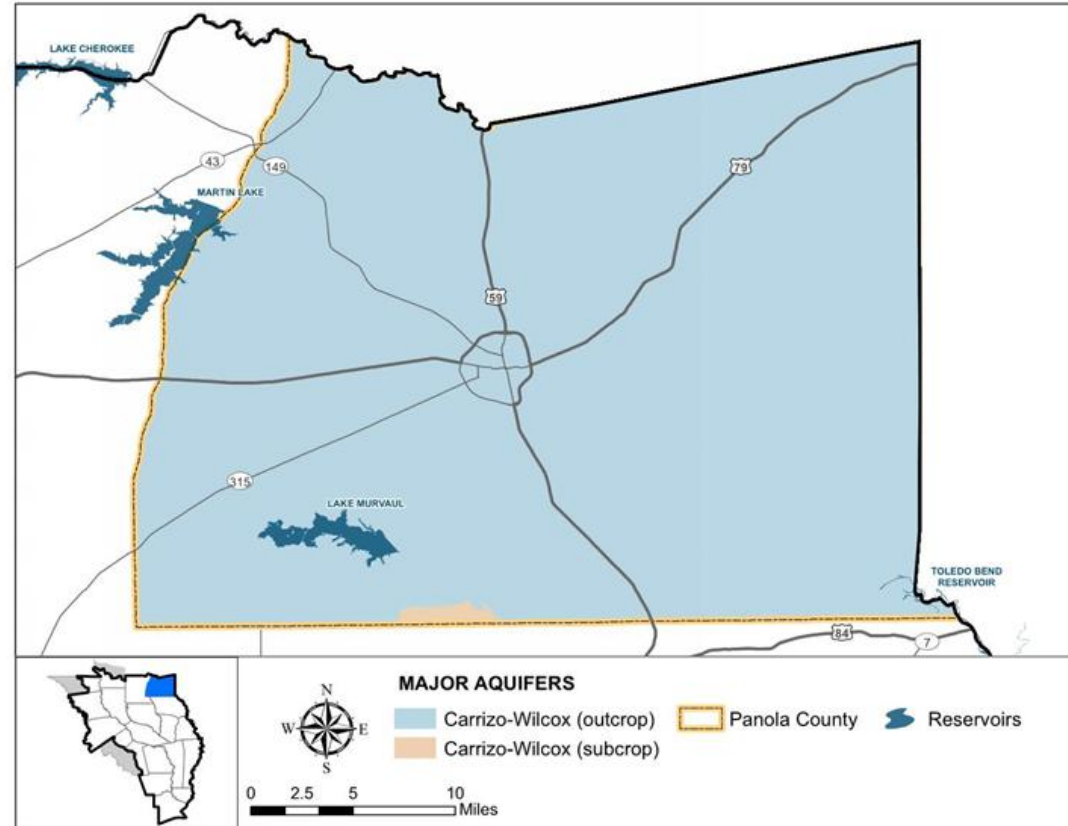 LAKE CHEROKEE
43
149
79
MARTIN LAKE
59
315
LAKE MURVAUL
TOLEDO BEND
RESERVOIR
84
7
N
W E
S
MAJOR AQUIFERS
Carrizo-Wilcox (outcrop)
Carrizo-Wilcox (subcrop)
Panola County
Reservoirs
0 2.5 5 10
Miles